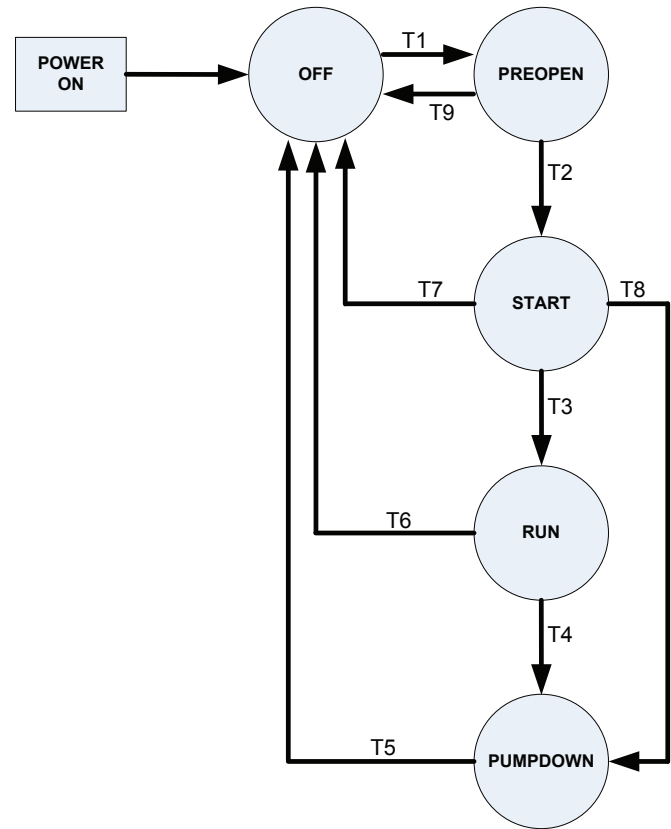 POWER
ON
OFF
T1
PREOPEN
T9
T2
T7
START
T8
T3
T6
RUN
T4
T5
PUMPDOWN